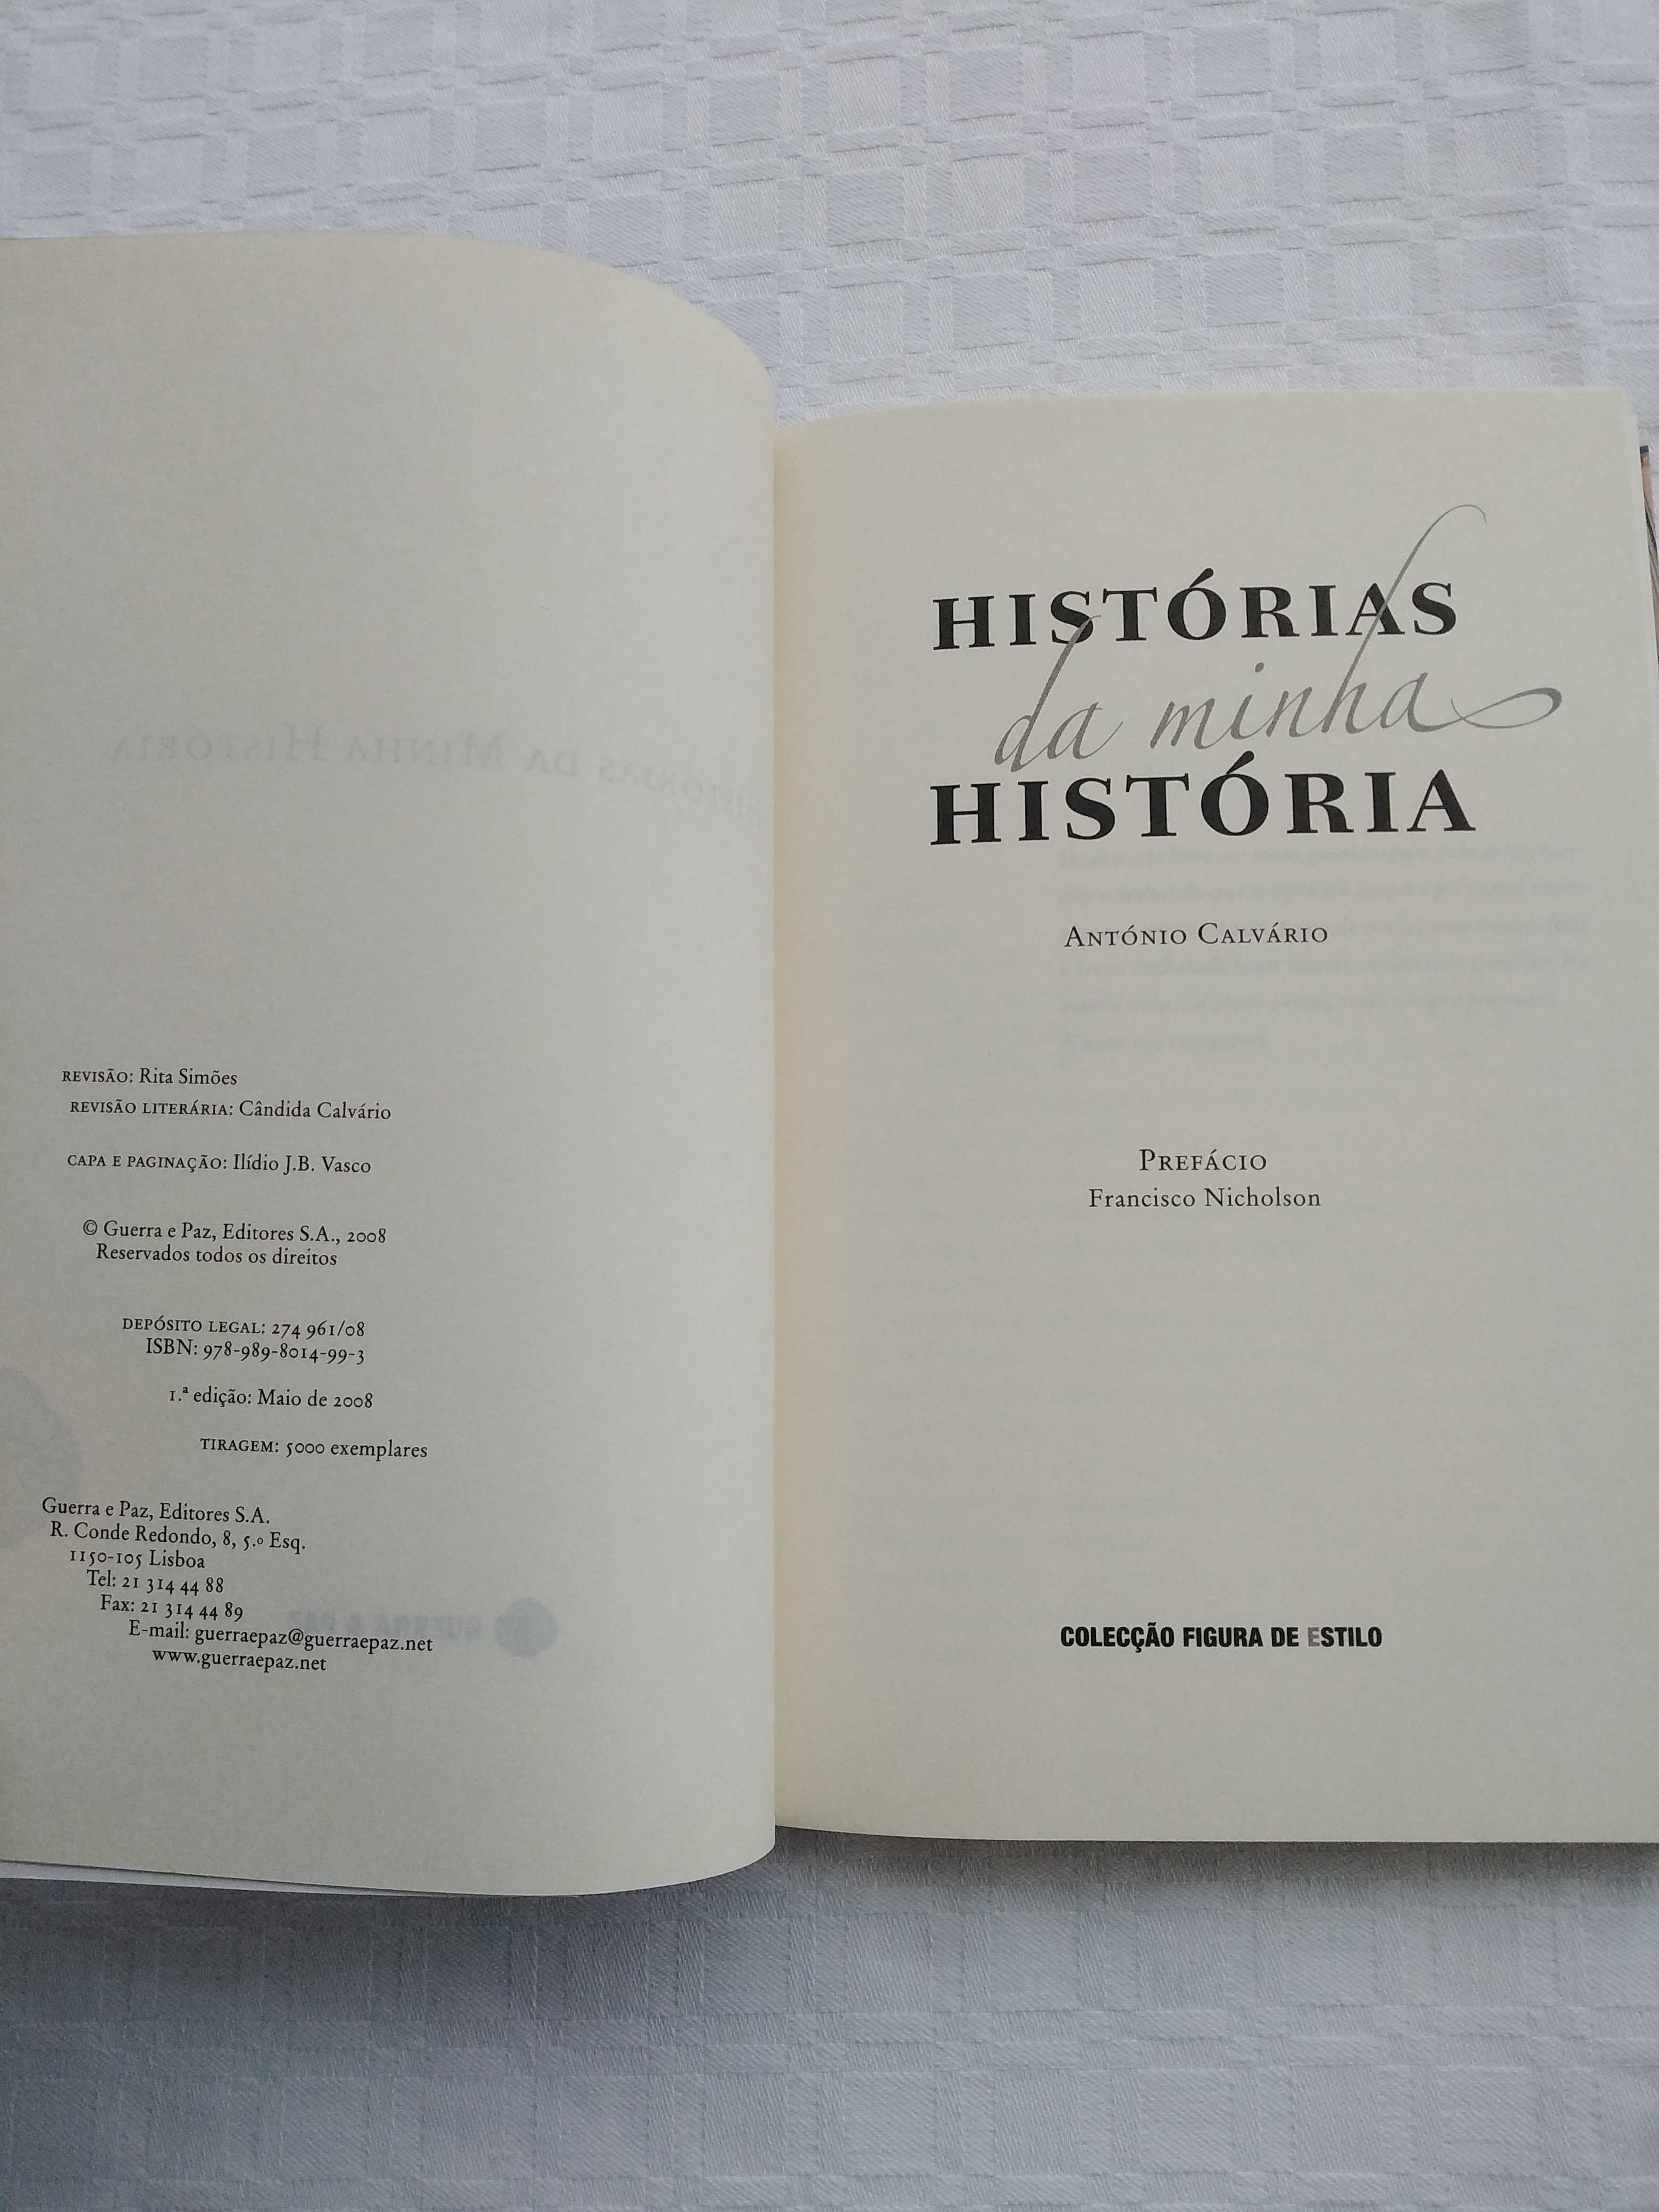 REVISÃO: Rita Simões
REVISÃO LITERÁRIA: Cândida Calvário
CAPA E PAGINAÇÃO: Ilídio J.B. Vasco
© Guerra e Paz, Editores S.A., 2008
Reservados todos os direitos
DEPÓSITO LEGAL: 274 961/08
ISBN: 978-989-8014-99-3
1.ª edição: Maio de 2008
TIRAGEM: 5000 exemplares
Guerra e Paz, Editores S.A.
R. Conde Redondo, 8, 5.º Esq.
1150-105 Lisboa
Tel: 21 314 44 88
Fax: 21 314 44 89
E-mail: guerraepaz@guerraepaz.net
www.guerraepaz.net
HISTÓRIAS
da minha
HISTÓRIA
ANTÓNIO CALVÁRIO
PREFÁCIO
Francisco Nicholson
COLECÇÃO FIGURA DE ESTILO